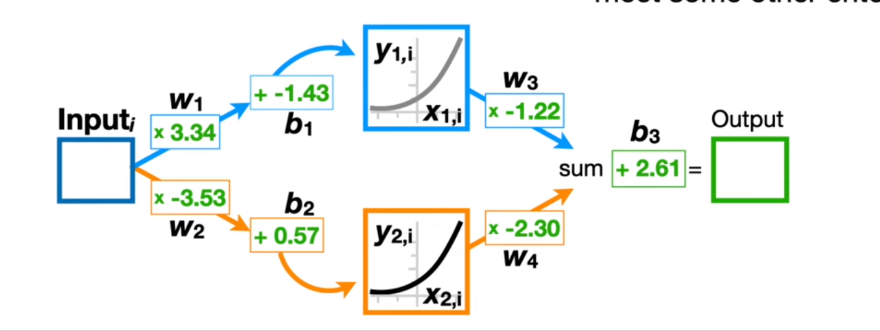 Inputᵢ
w₁
x 3.34
+ -1.43
b₁
y₁,ᵢ
x₁,ᵢ
w₃
x -1.22
x -3.53
w₂
b₂
+ 0.57
y₂,ᵢ
x₂,ᵢ
x -2.30
w₄
sum
b₃
+ 2.61
=
Output